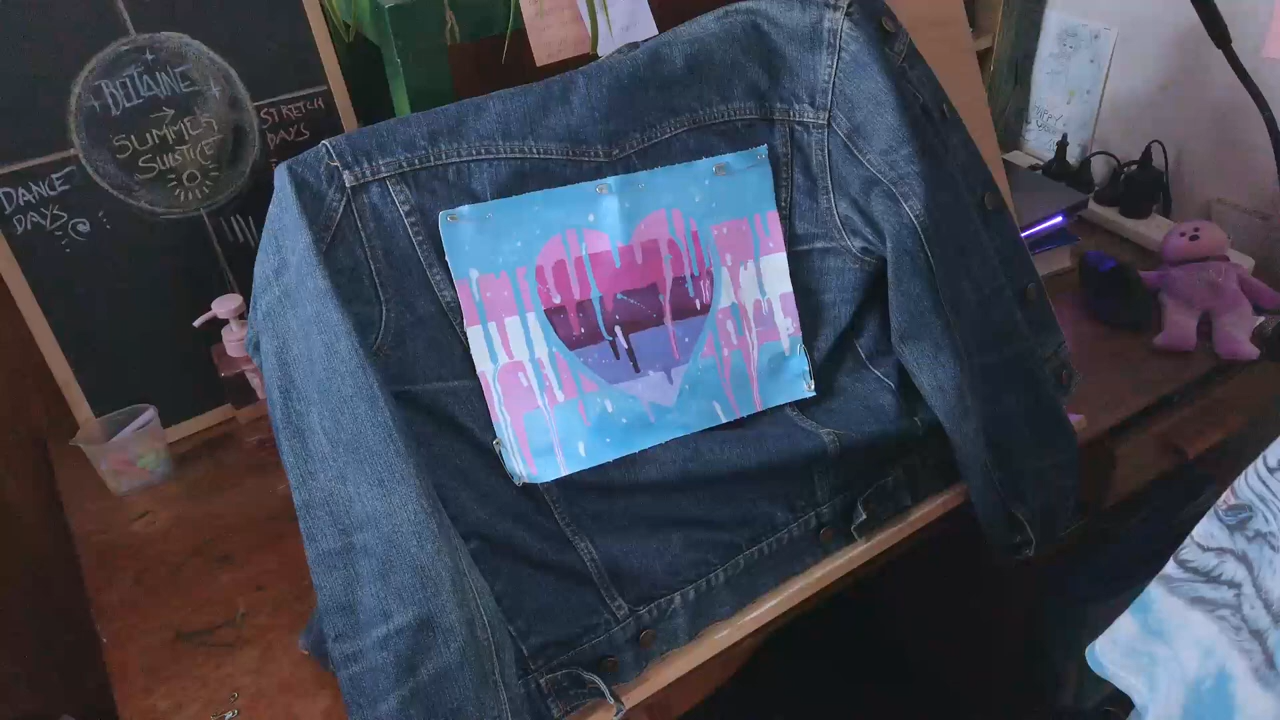 BELTAINE
→
SUMMER
SOLSTICE
STRETCH
DAYS
DANCE
DAYS